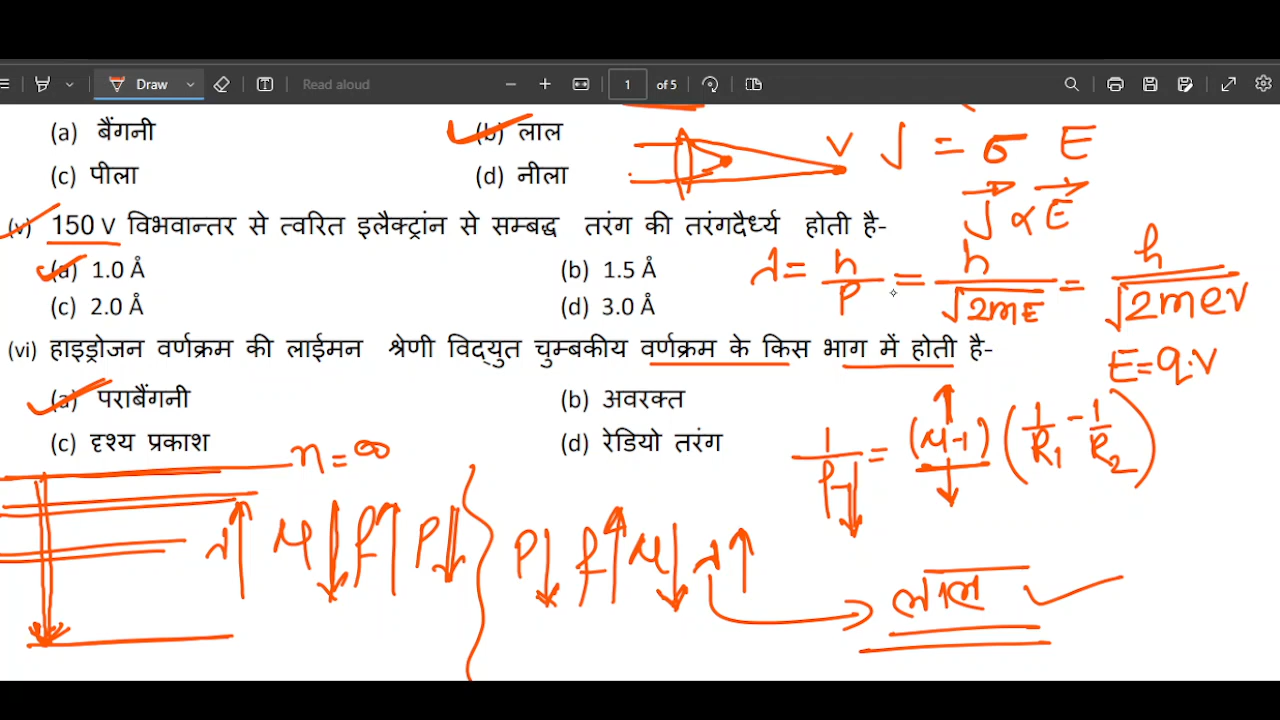 Draw
Read aloud
1 of 5
(a) बैंगनी (b) लाल
(c) पीला (d) नीला
V
J = σ E
J ∝ E
(v) 150 V विभवान्तर से त्वरित इलैक्ट्रांन से सम्बद्ध तरंग की तरंगदैर्ध्य होती है-
(a) 1.0 Å (b) 1.5 Å
(c) 2.0 Å (d) 3.0 Å
λ = h/P = h/√2mE = h/√2meV
E = q.V
(vi) हाइड्रोजन वर्णक्रम की लाईमन श्रेणी विद्युत चुम्बकीय वर्णक्रम के किस भाग में होती है-
(a) पराबैंगनी (b) अवरक्त
(c) दृश्य प्रकाश (d) रेडियो तरंग
n = ∞
(μ-1) (1/R1 - 1/R2)
λ↑ μ↓ f↑ P↓
P↓ f↑ μ↓ λ↑
लाल